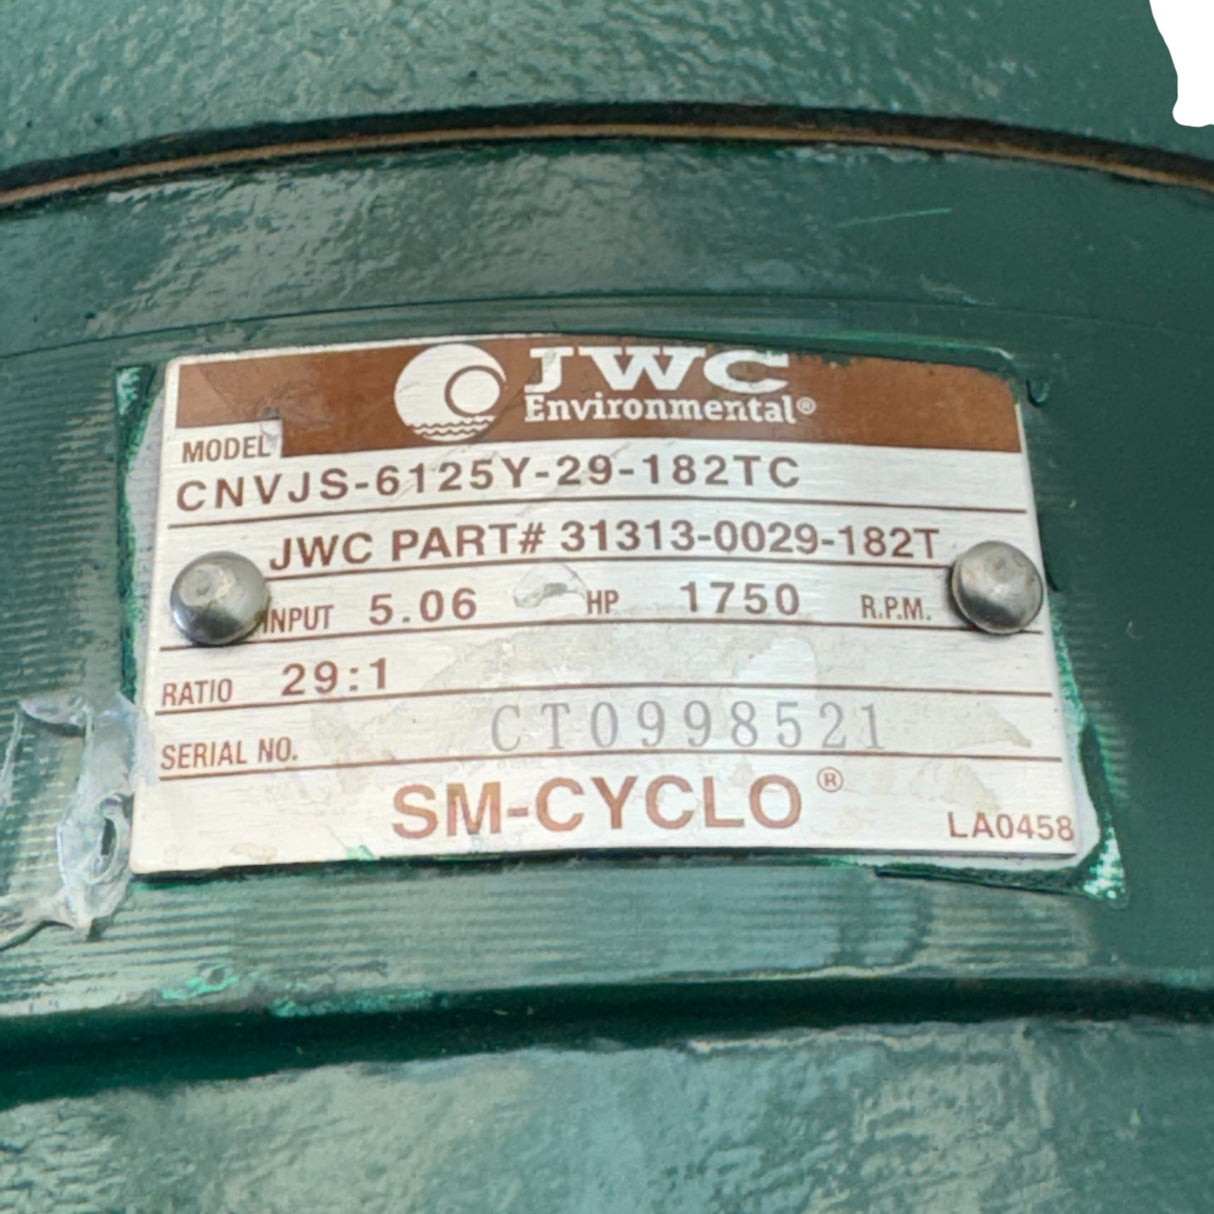 JWC
Environmental®
MODEL
CNVJS-6125Y-29-182TC
JWC PART# 31313-0029-182T
INPUT 5.06 HP 1750 R.P.M.
RATIO 29:1
SERIAL NO. CT0998521
SM-CYCLO®
LA0458